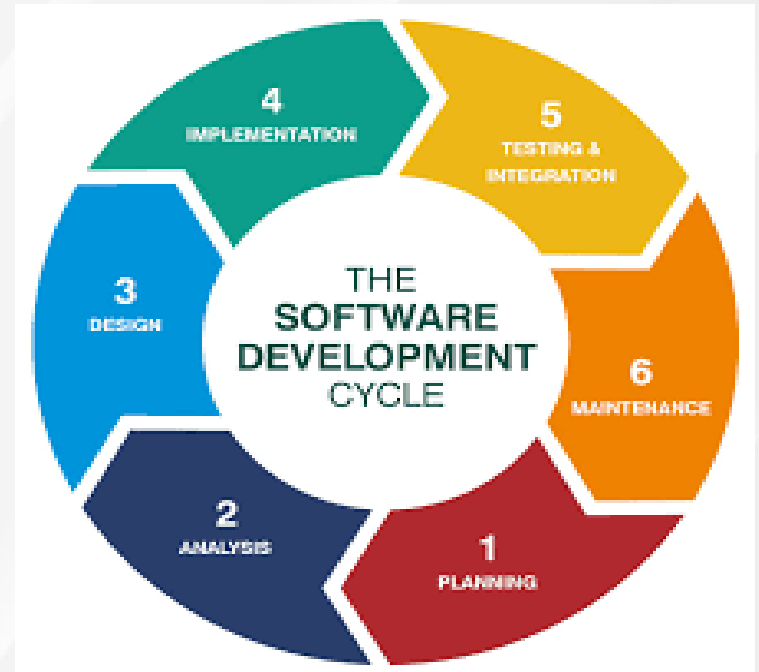 4
IMPLEMENTATION
5
TESTING &
INTEGRATION
3
DESIGN
THE
SOFTWARE
DEVELOPMENT
CYCLE
6
MAINTENANCE
2
ANALYSIS
1
PLANNING